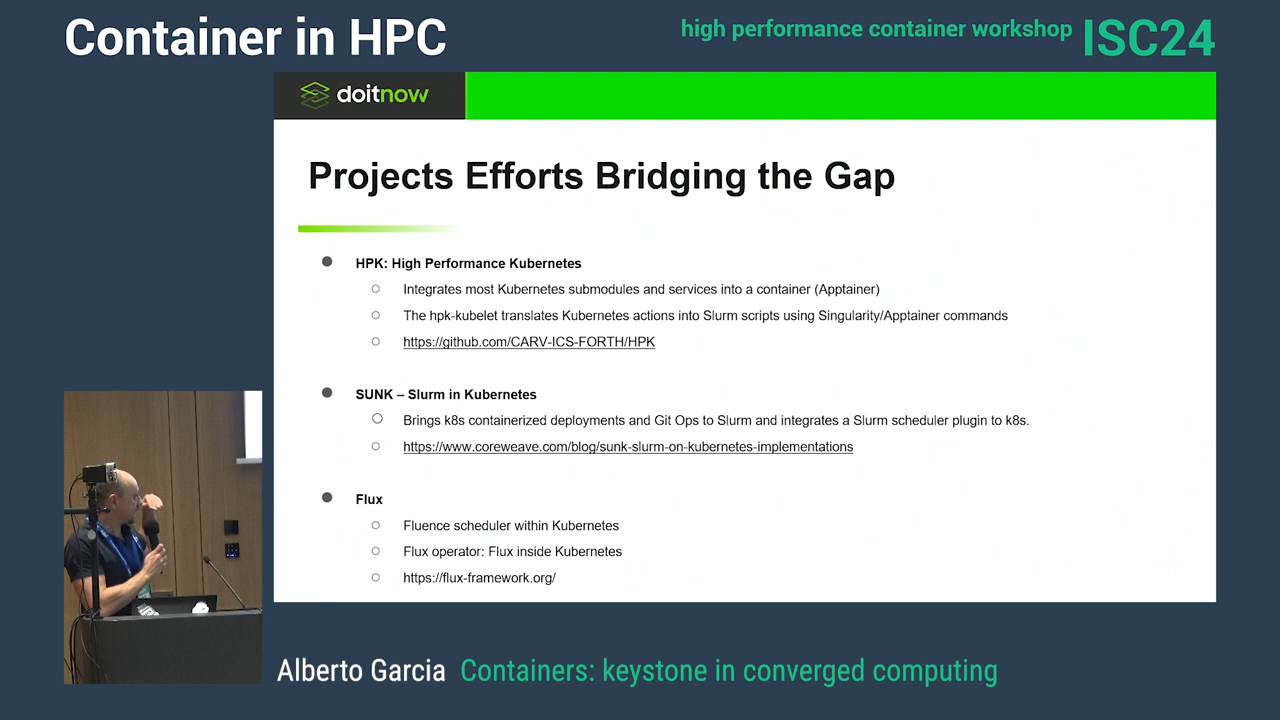 Container in HPC
high performance container workshop ISC24
doitnow
Projects Efforts Bridging the Gap
HPK: High Performance Kubernetes
Integrates most Kubernetes submodules and services into a container (Apptainer)
The hpk-kubelet translates Kubernetes actions into Slurm scripts using Singularity/Apptainer commands
https://github.com/CARV-ICS-FORTH/HPK
SUNK – Slurm in Kubernetes
Brings k8s containerized deployments and Git Ops to Slurm and integrates a Slurm scheduler plugin to k8s.
https://www.coreweave.com/blog/sunk-slurm-on-kubernetes-implementations
Flux
Fluence scheduler within Kubernetes
Flux operator: Flux inside Kubernetes
https://flux-framework.org/
Alberto Garcia Containers: keystone in converged computing